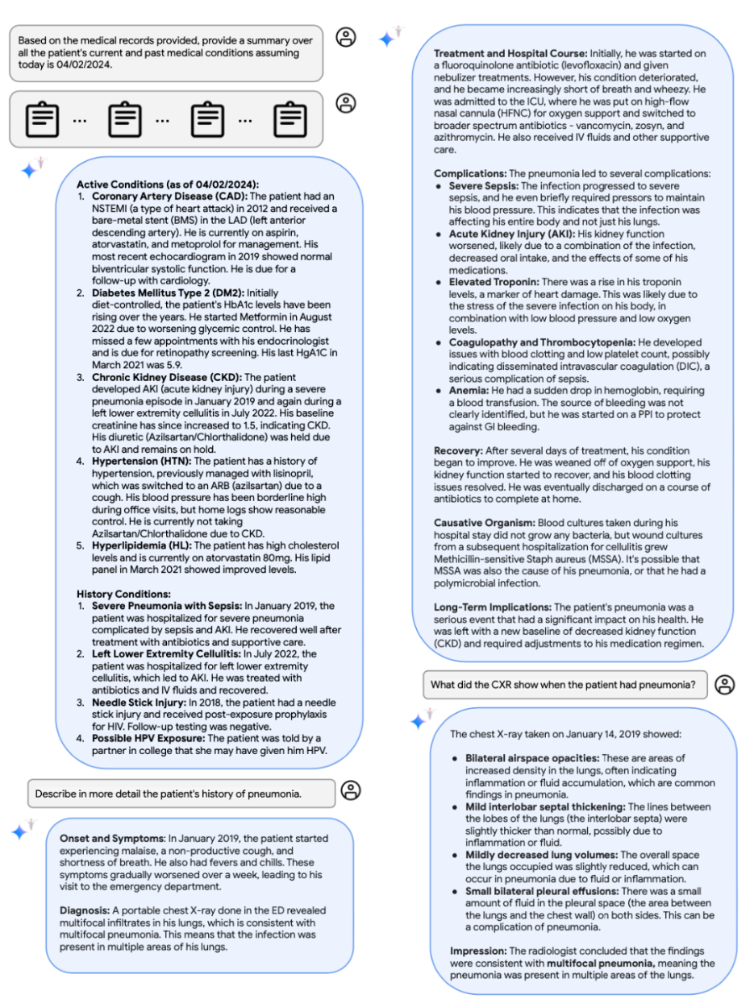 Based on the medical records provided, provide a summary over
all the patient's current and past medical conditions assuming
today is 04/02/2024.
... ... ...
Active Conditions (as of 04/02/2024):
1. Coronary Artery Disease (CAD): The patient had an
NSTEMI (a type of heart attack) in 2012 and received a
bare-metal stent (BMS) in the LAD (left anterior
descending artery). He is currently on aspirin,
atorvastatin, and metoprolol for management. His
most recent echocardiogram in 2019 showed normal
biventricular systolic function. He is due for a
follow-up with cardiology.
2. Diabetes Mellitus Type 2 (DM2): Initially
diet-controlled, the patient's HbA1c levels have been
rising over the years. He started Metformin in August
2022 due to worsening glycemic control. He has
missed a few appointments with his endocrinologist
and is due for retinopathy screening. His last HgA1C in
March 2021 was 5.9.
3. Chronic Kidney Disease (CKD): The patient
developed AKI (acute kidney injury) during a severe
pneumonia episode in January 2019 and again during a
left lower extremity cellulitis in July 2022. His baseline
creatinine has since increased to 1.5, indicating CKD.
His diuretic (Azilsartan/Chlorthalidone) was held due
to AKI and remains on hold.
4. Hypertension (HTN): The patient has a history of
hypertension, previously managed with lisinopril,
which was switched to an ARB (azilsartan) due to a
cough. His blood pressure has been borderline high
during office visits, but home logs show reasonable
control. He is currently not taking
Azilsartan/Chlorthalidone due to CKD.
5. Hyperlipidemia (HL): The patient has high cholesterol
levels and is currently on atorvastatin 80mg. His lipid
panel in March 2021 showed improved levels.
History Conditions:
1. Severe Pneumonia with Sepsis: In January 2019, the
patient was hospitalized for severe pneumonia
complicated by sepsis and AKI. He recovered well after
treatment with antibiotics and supportive care.
2. Left Lower Extremity Cellulitis: In July 2022, the
patient was hospitalized for left lower extremity
cellulitis, which led to AKI. He was treated with
antibiotics and IV fluids and recovered.
3. Needle Stick Injury: In 2018, the patient had a needle
stick injury and received post-exposure prophylaxis
for HIV. Follow-up testing was negative.
4. Possible HPV Exposure: The patient was told by a
partner in college that she may have given him HPV.
Describe in more detail the patient's history of pneumonia.
Onset and Symptoms: In January 2019, the patient started
experiencing malaise, a non-productive cough, and
shortness of breath. He also had fevers and chills. These
symptoms gradually worsened over a week, leading to his
visit to the emergency department.
Diagnosis: A portable chest X-ray done in the ED revealed
multifocal infiltrates in his lungs, which is consistent with
multifocal pneumonia. This means that the infection was
present in multiple areas of his lungs.
Treatment and Hospital Course: Initially, he was started on
a fluoroquinolone antibiotic (levofloxacin) and given
nebulizer treatments. However, his condition deteriorated,
and he became increasingly short of breath and wheezy. He
was admitted to the ICU, where he was put on high-flow
nasal cannula (HFNC) for oxygen support and switched to
broader spectrum antibiotics - vancomycin, zosyn, and
azithromycin. He also received IV fluids and other supportive
care.
Complications: The pneumonia led to several complications:
● Severe Sepsis: The infection progressed to severe
sepsis, and he even briefly required pressors to maintain
his blood pressure. This indicates that the infection was
affecting his entire body and not just his lungs.
● Acute Kidney Injury (AKI): His kidney function
worsened, likely due to a combination of the infection,
decreased oral intake, and the effects of some of his
medications.
● Elevated Troponin: There was a rise in his troponin
levels, a marker of heart damage. This was likely due to
the stress of the severe infection on his body, in
combination with low blood pressure and low oxygen
levels.
● Coagulopathy and Thrombocytopenia: He developed
issues with blood clotting and low platelet count, possibly
indicating disseminated intravascular coagulation (DIC), a
serious complication of sepsis.
● Anemia: He had a sudden drop in hemoglobin, requiring
a blood transfusion. The source of bleeding was not
clearly identified, but he was started on a PPI to protect
against GI bleeding.
Recovery: After several days of treatment, his condition
began to improve. He was weaned off of oxygen support, his
kidney function started to recover, and his blood clotting
issues resolved. He was eventually discharged on a course of
antibiotics to complete at home.
Causative Organism: Blood cultures taken during his
hospital stay did not grow any bacteria, but wound cultures
from a subsequent hospitalization for cellulitis grew
Methicillin-sensitive Staph aureus (MSSA). It's possible that
MSSA was also the cause of his pneumonia, or that he had a
polymicrobial infection.
Long-Term Implications: The patient's pneumonia was a
serious event that had a significant impact on his health. He
was left with a new baseline of decreased kidney function
(CKD) and required adjustments to his medication regimen.
What did the CXR show when the patient had pneumonia?
The chest X-ray taken on January 14, 2019 showed:
● Bilateral airspace opacities: These are areas of
increased density in the lungs, often indicating
inflammation or fluid accumulation, which are common
findings in pneumonia.
● Mild interlobar septal thickening: The lines between
the lobes of the lungs (the interlobar septa) were
slightly thicker than normal, possibly due to
inflammation or fluid.
● Mildly decreased lung volumes: The overall space
the lungs occupied was slightly reduced, which can
occur in pneumonia due to fluid or inflammation.
● Small bilateral pleural effusions: There was a small
amount of fluid in the pleural space (the area between
the lungs and the chest wall) on both sides. This can be
a complication of pneumonia.
Impression: The radiologist concluded that the findings
were consistent with multifocal pneumonia, meaning the
pneumonia was present in multiple areas of the lungs.